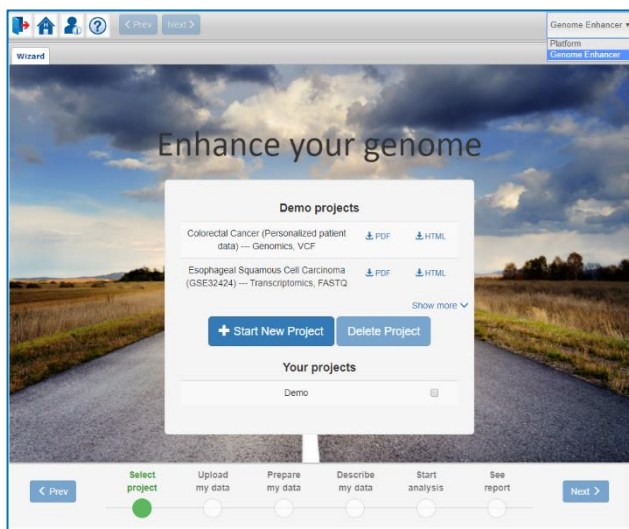 < Prev Next >
Genome Enhancer ▾
Platform
Genome Enhancer
Wizard
Enhance your genome
Demo projects
Colorectal Cancer (Personalized patient
data) --- Genomics, VCF
PDF
HTML
Esophageal Squamous Cell Carcinoma
(GSE32424) --- Transcriptomics, FASTQ
PDF
HTML
Show more
+ Start New Project
Delete Project
Your projects
Demo
< Prev
Select
project
Upload
my data
Prepare
my data
Describe
my data
Start
analysis
See
report
Next >